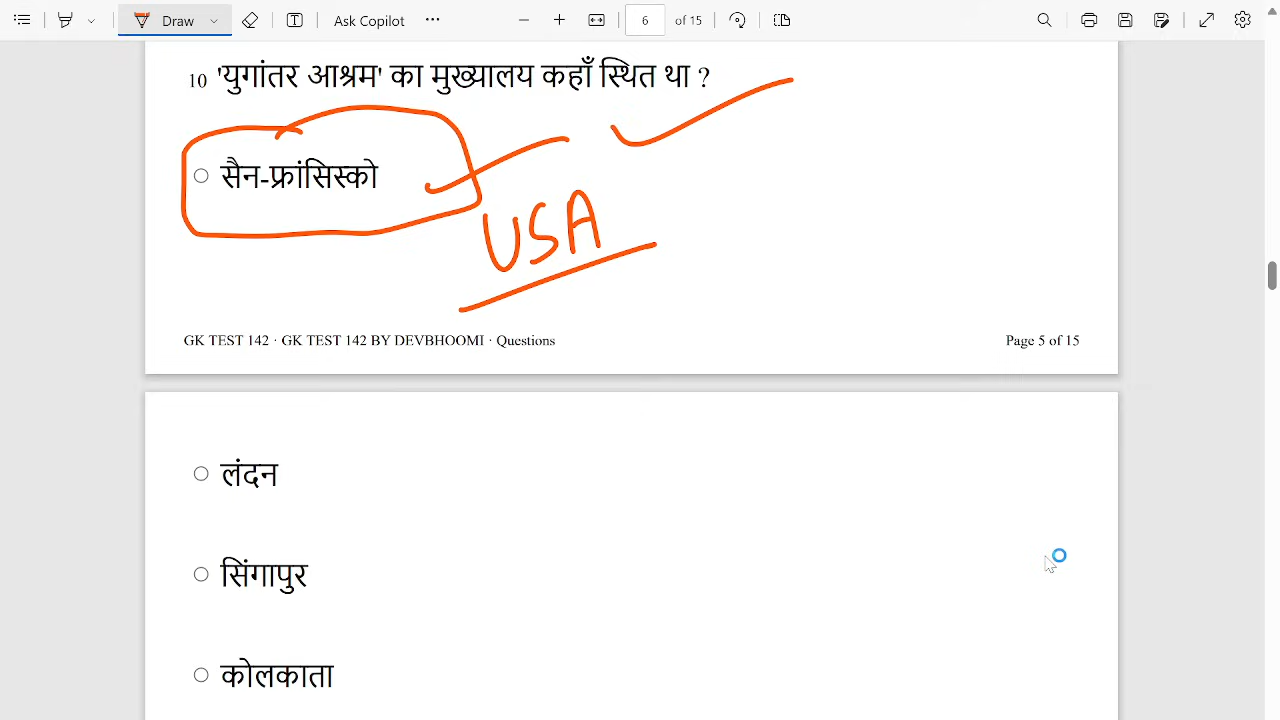 Draw
Ask Copilot
6 of 15
10 'युगांतर आश्रम' का मुख्यालय कहाँ स्थित था ?
सैन-फ्रांसिस्को
USA
GK TEST 142 · GK TEST 142 BY DEVBHOOMI · Questions
Page 5 of 15
लंदन
सिंगापुर
कोलकाता